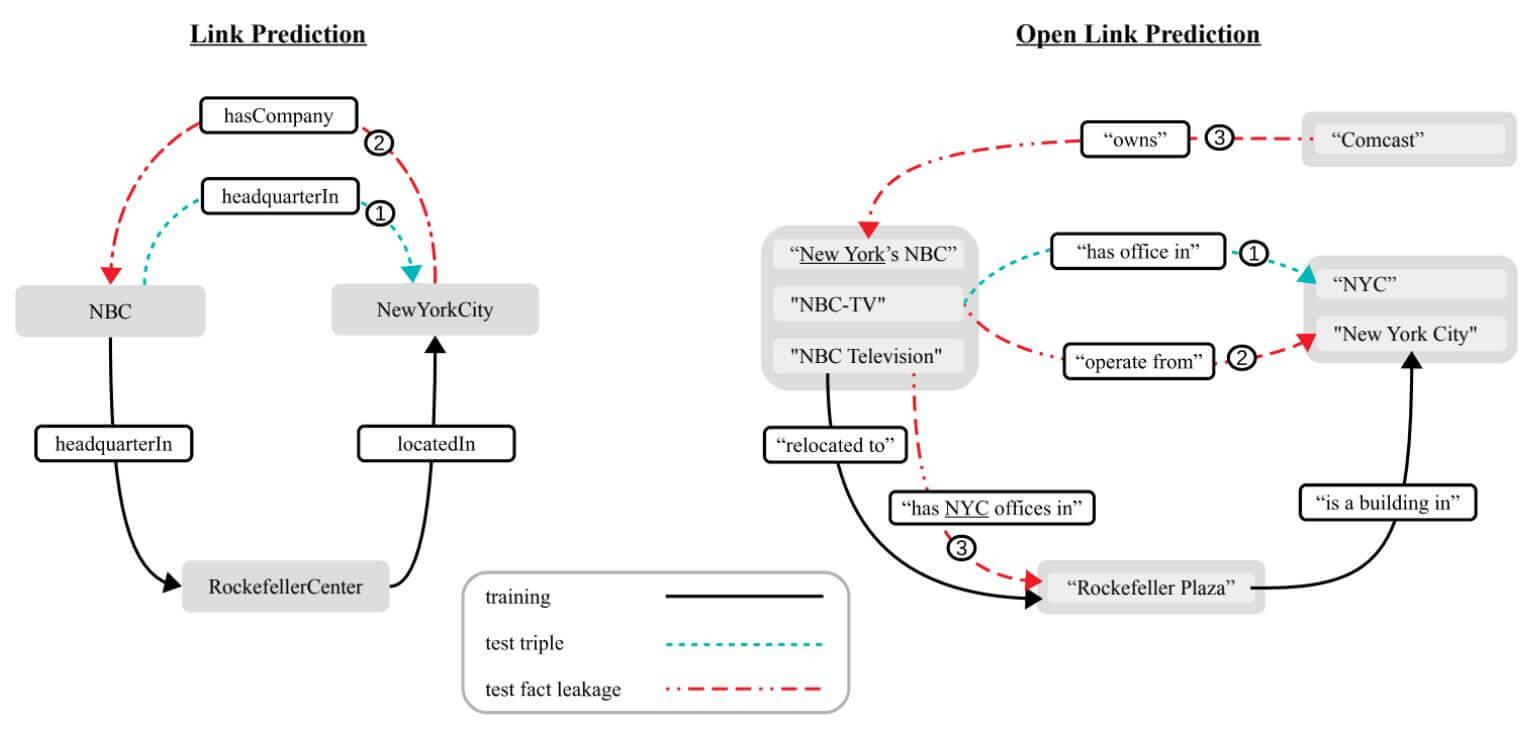 Link Prediction
hasCompany
2
headquarterIn
1
NBC
NewYorkCity
headquarterIn
locatedIn
RockefellerCenter
Open Link Prediction
“owns”
3
“Comcast”
“New York’s NBC”
"NBC-TV"
"NBC Television"
“has office in”
1
“NYC”
"New York City"
“operate from”
2
“relocated to”
“has NYC offices in”
3
“is a building in”
“Rockefeller Plaza”
training
test triple
test fact leakage